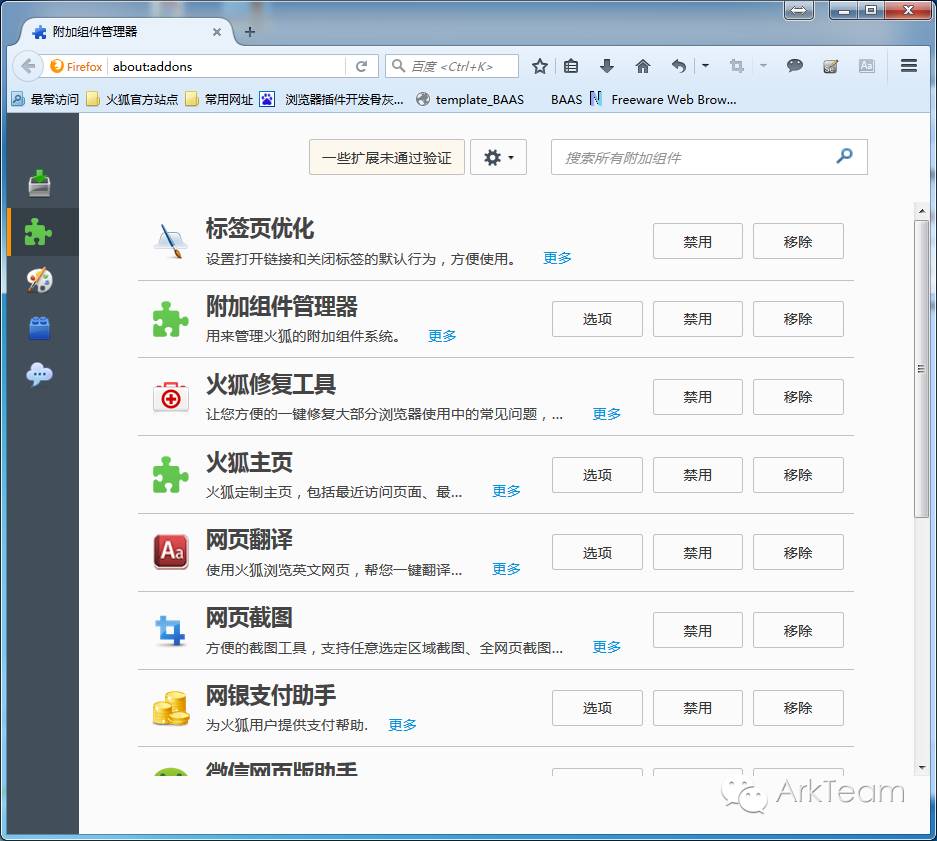 附加组件管理器
Firefox about:addons 百度 <Ctrl+K>
最常访问 火狐官方站点 常用网址 浏览器插件开发骨灰... template_BAAS BAAS Freeware Web Brow...
一些扩展未通过验证 搜索所有附加组件
标签页优化
设置打开链接和关闭标签的默认行为，方便使用。 更多 禁用 移除
附加组件管理器
用来管理火狐的附加组件系统。 更多 选项 禁用 移除
火狐修复工具
让您方便的一键修复大部分浏览器使用中的常见问题，... 更多 禁用 移除
火狐主页
火狐定制主页，包括最近访问页面、最... 更多 选项 禁用 移除
Aa 网页翻译
使用火狐浏览英文网页，帮您一键翻译... 更多 选项 禁用 移除
网页截图
方便的截图工具，支持任意选定区域截图、全网页截图... 更多 禁用 移除
网银支付助手
为火狐用户提供支付帮助. 更多 选项 禁用 移除
微信网页版助手
ArkTeam